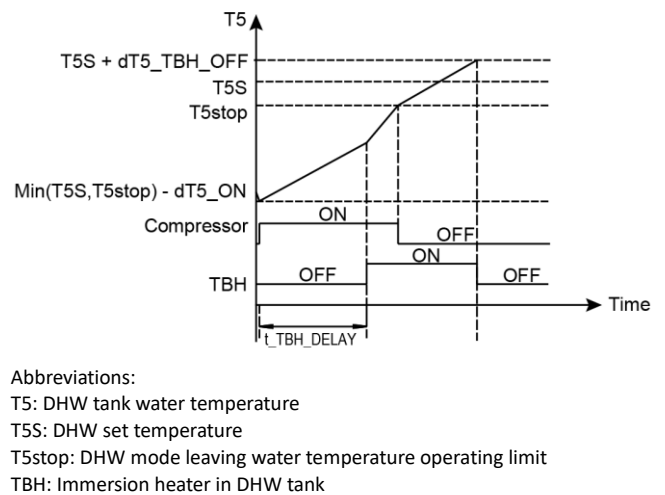 T5
T5S + dT5_TBH_OFF
T5S
T5stop
Min(T5S,T5stop) - dT5_ON
ON
Compressor
OFF
ON
TBH
OFF
OFF
Time
t_TBH_DELAY
Abbreviations:
T5: DHW tank water temperature
T5S: DHW set temperature
T5stop: DHW mode leaving water temperature operating limit
TBH: Immersion heater in DHW tank